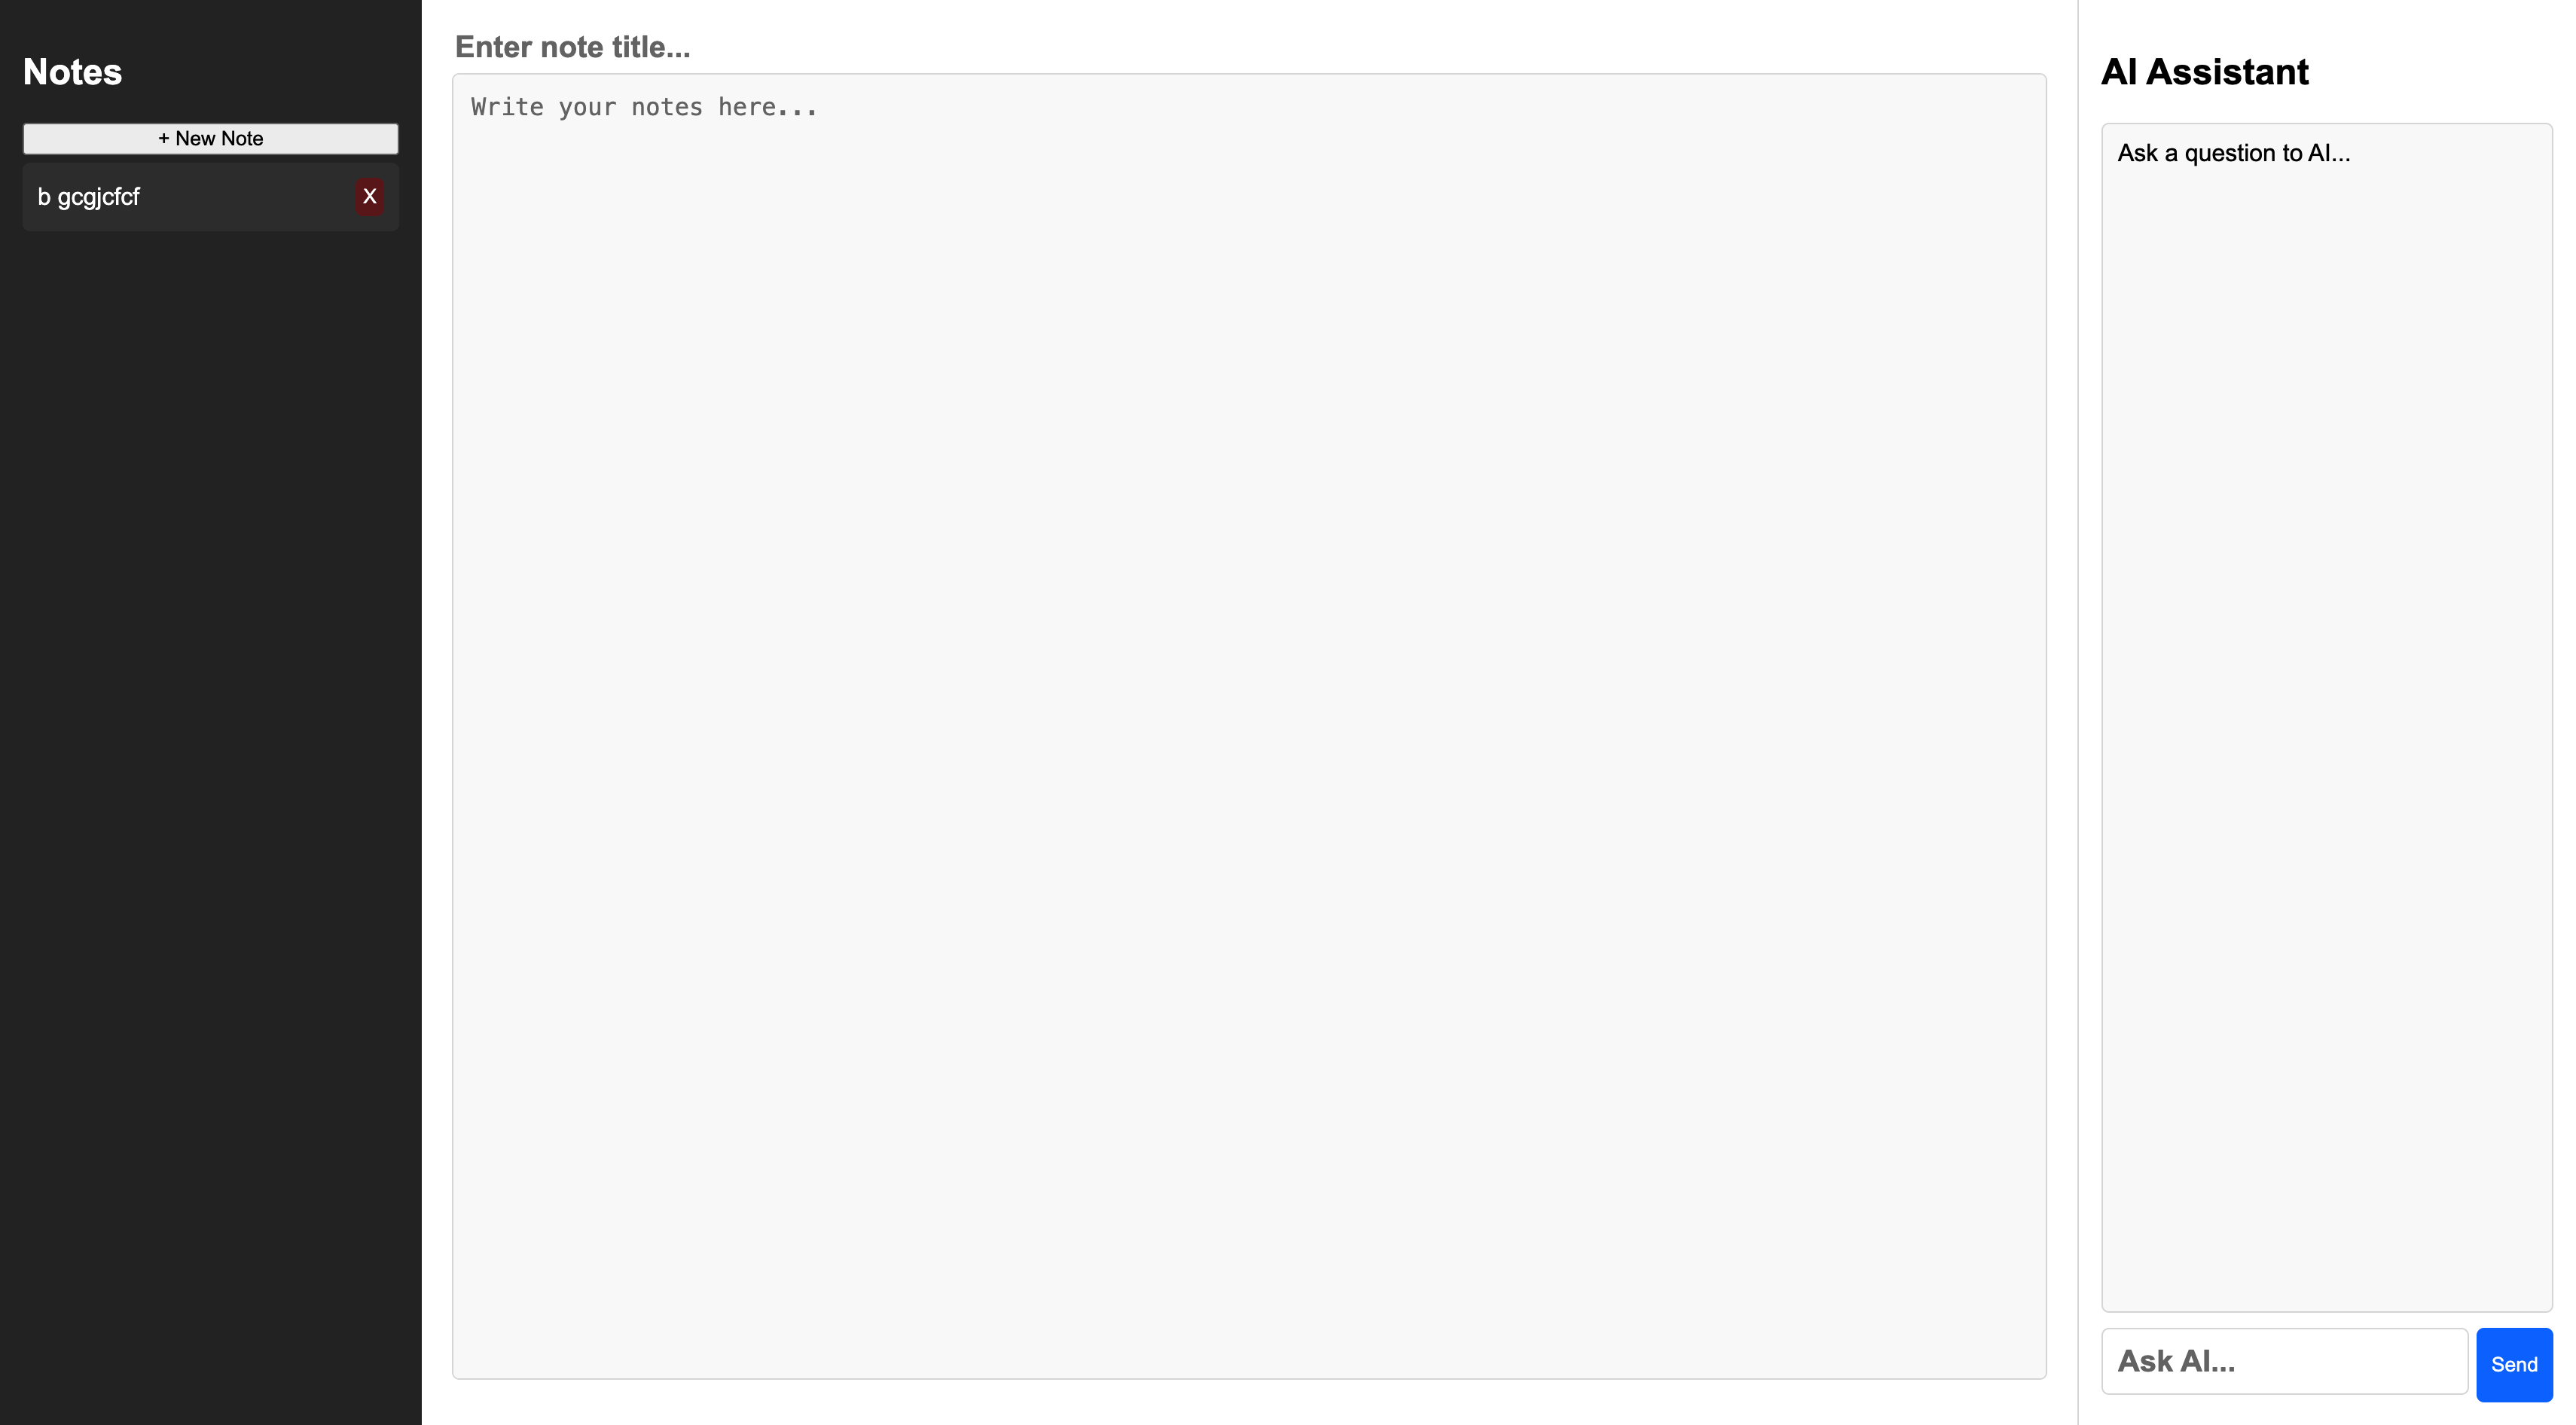 Notes
+ New Note
b gcgjcfcf X
Enter note title...
Write your notes here...
AI Assistant
Ask a question to AI...
Ask AI...
Send